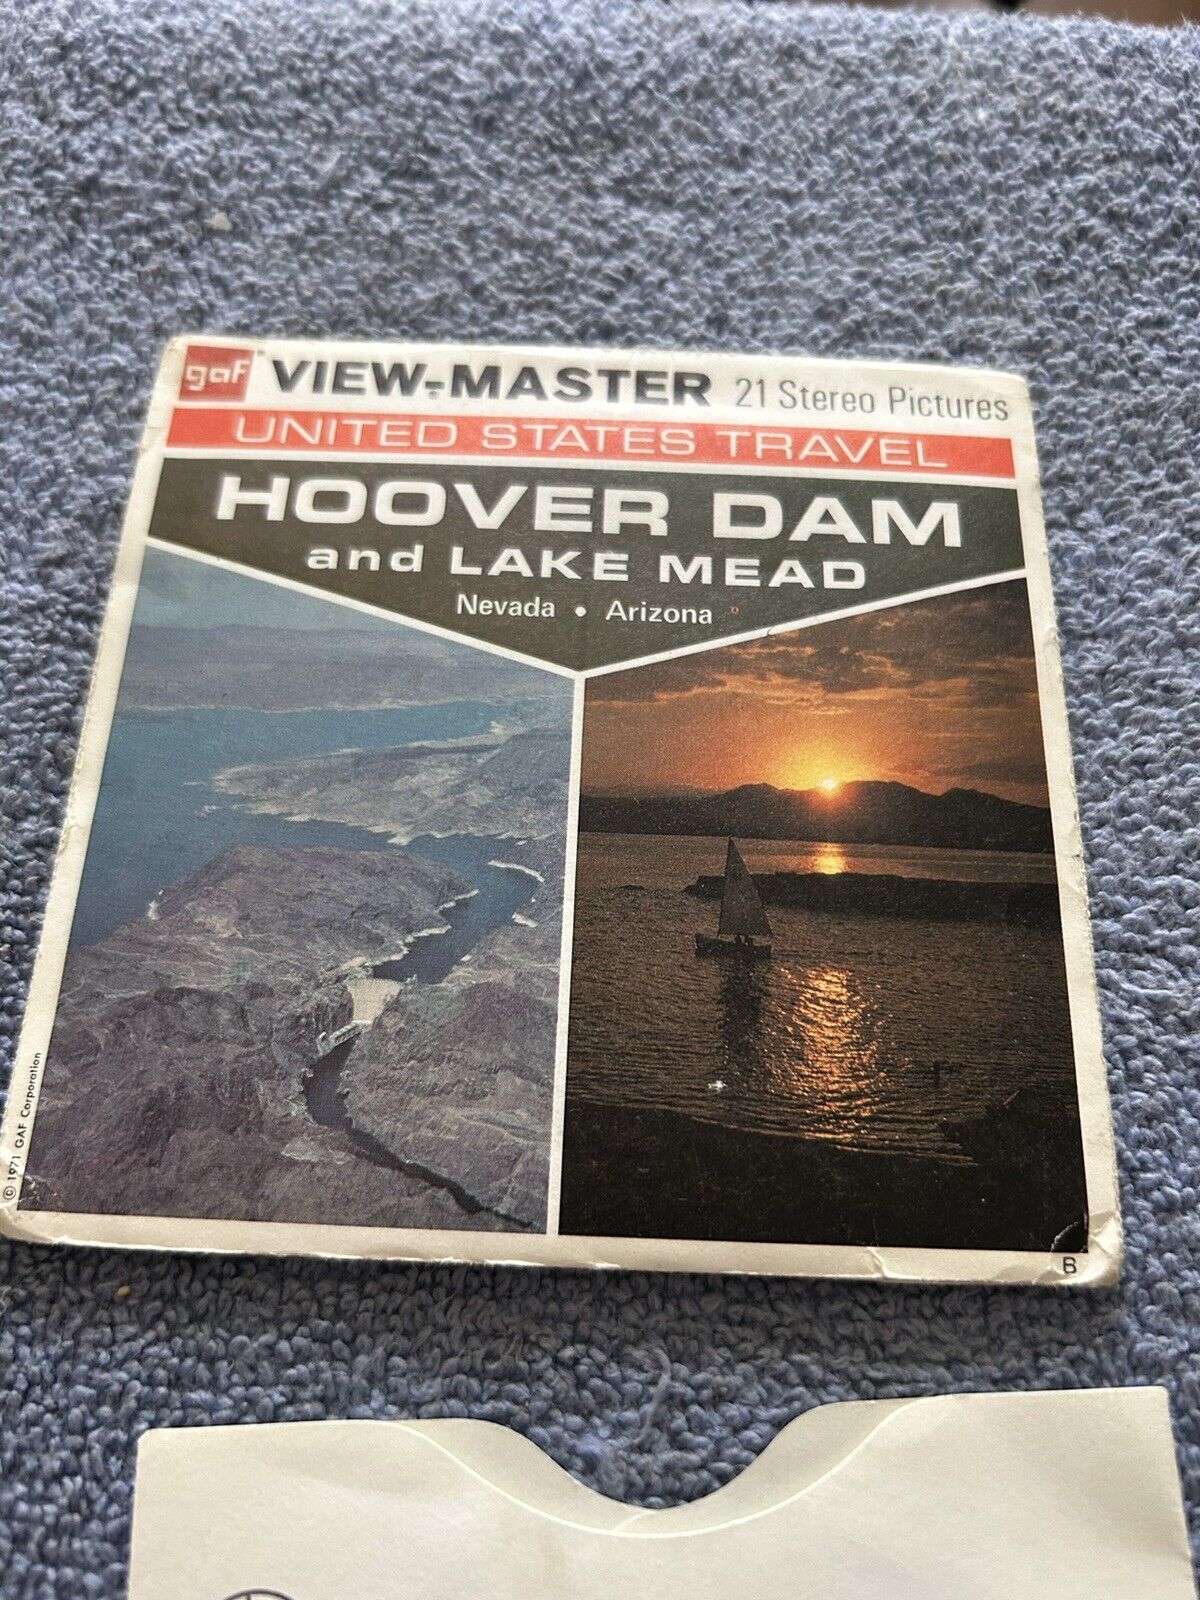 gaf VIEW-MASTER 21 Stereo Pictures
UNITED STATES TRAVEL
HOOVER DAM
and LAKE MEAD
Nevada • Arizona
© 1971 GAF Corporation
B